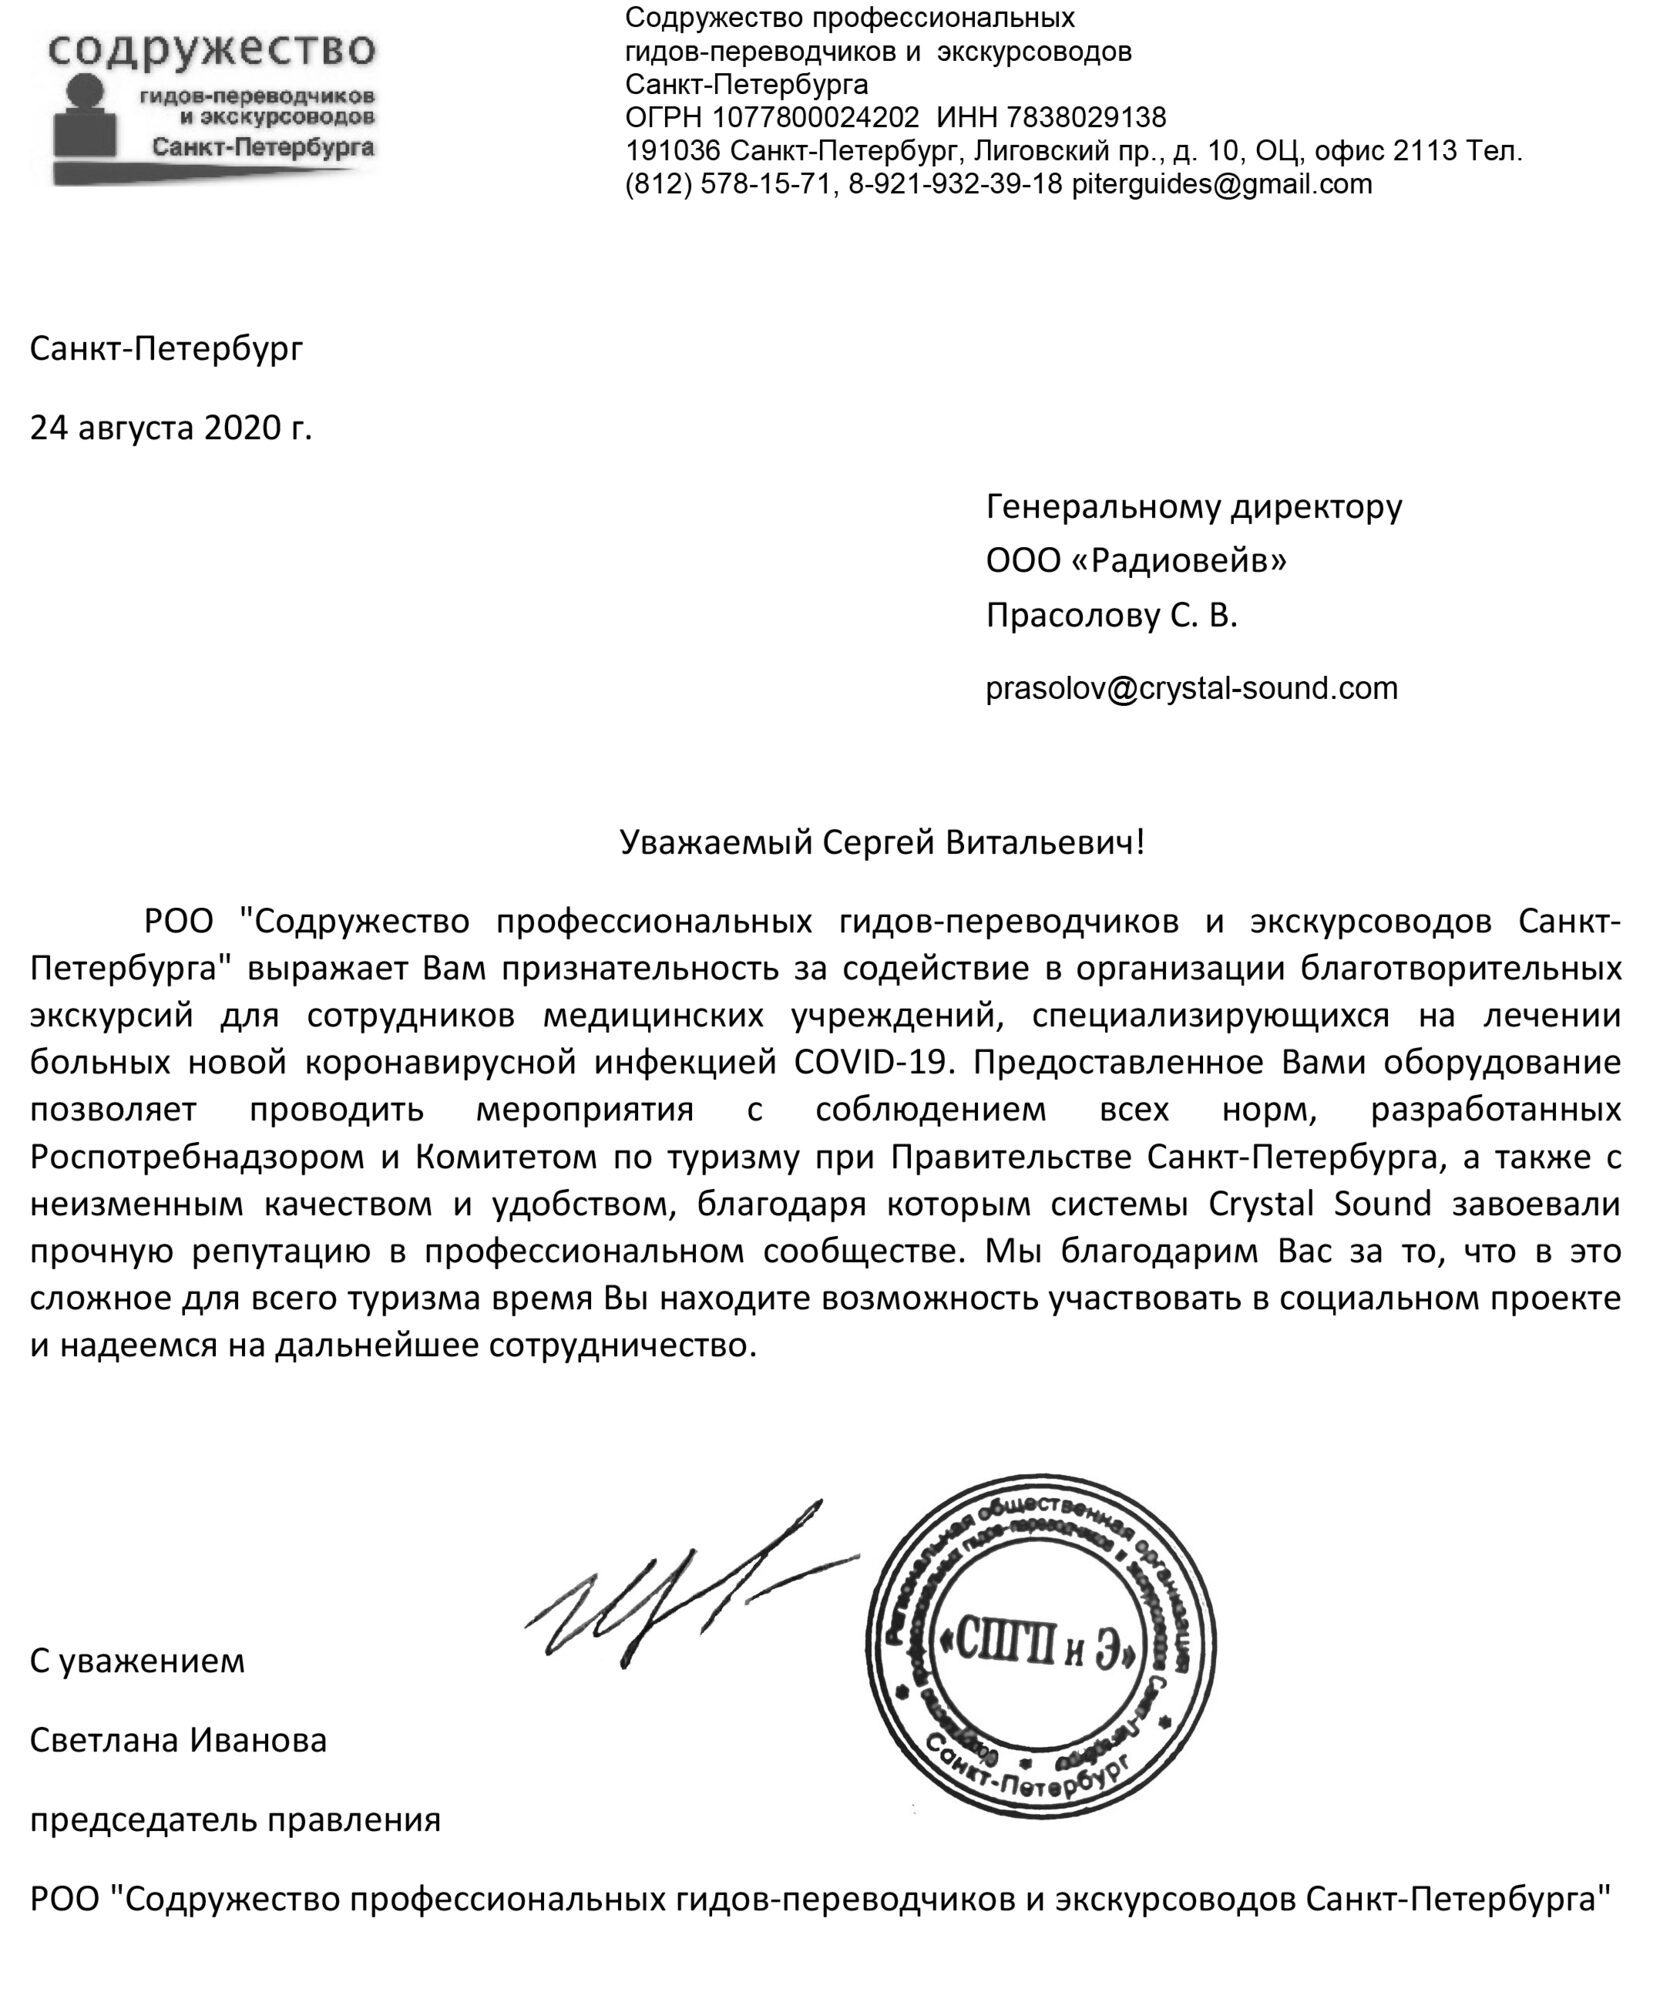 содружество
гидов-переводчиков
и экскурсоводов
Санкт-Петербурга
Содружество профессиональных
гидов-переводчиков и экскурсоводов
Санкт-Петербурга
ОГРН 1077800024202 ИНН 7838029138
191036 Санкт-Петербург, Лиговский пр., д. 10, ОЦ, офис 2113 Тел.
(812) 578-15-71, 8-921-932-39-18 piterguides@gmail.com
Санкт-Петербург
24 августа 2020 г.
Генеральному директору
ООО «Радиовейв»
Прасолову С. В.
prasolov@crystal-sound.com
Уважаемый Сергей Витальевич!
РОО "Содружество профессиональных гидов-переводчиков и экскурсоводов Санкт-
Петербурга" выражает Вам признательность за содействие в организации благотворительных
экскурсий для сотрудников медицинских учреждений, специализирующихся на лечении
больных новой коронавирусной инфекцией COVID-19. Предоставленное Вами оборудование
позволяет проводить мероприятия с соблюдением всех норм, разработанных
Роспотребнадзором и Комитетом по туризму при Правительстве Санкт-Петербурга, а также с
неизменным качеством и удобством, благодаря которым системы Crystal Sound завоевали
прочную репутацию в профессиональном сообществе. Мы благодарим Вас за то, что в это
сложное для всего туризма время Вы находите возможность участвовать в социальном проекте
и надеемся на дальнейшее сотрудничество.
Региональная общественная организация
гидов-переводчиков и экскурсоводов Санкт-Петербурга
«СПГП и Э»
Санкт-Петербург
С уважением
Светлана Иванова
председатель правления
РОО "Содружество профессиональных гидов-переводчиков и экскурсоводов Санкт-Петербурга"